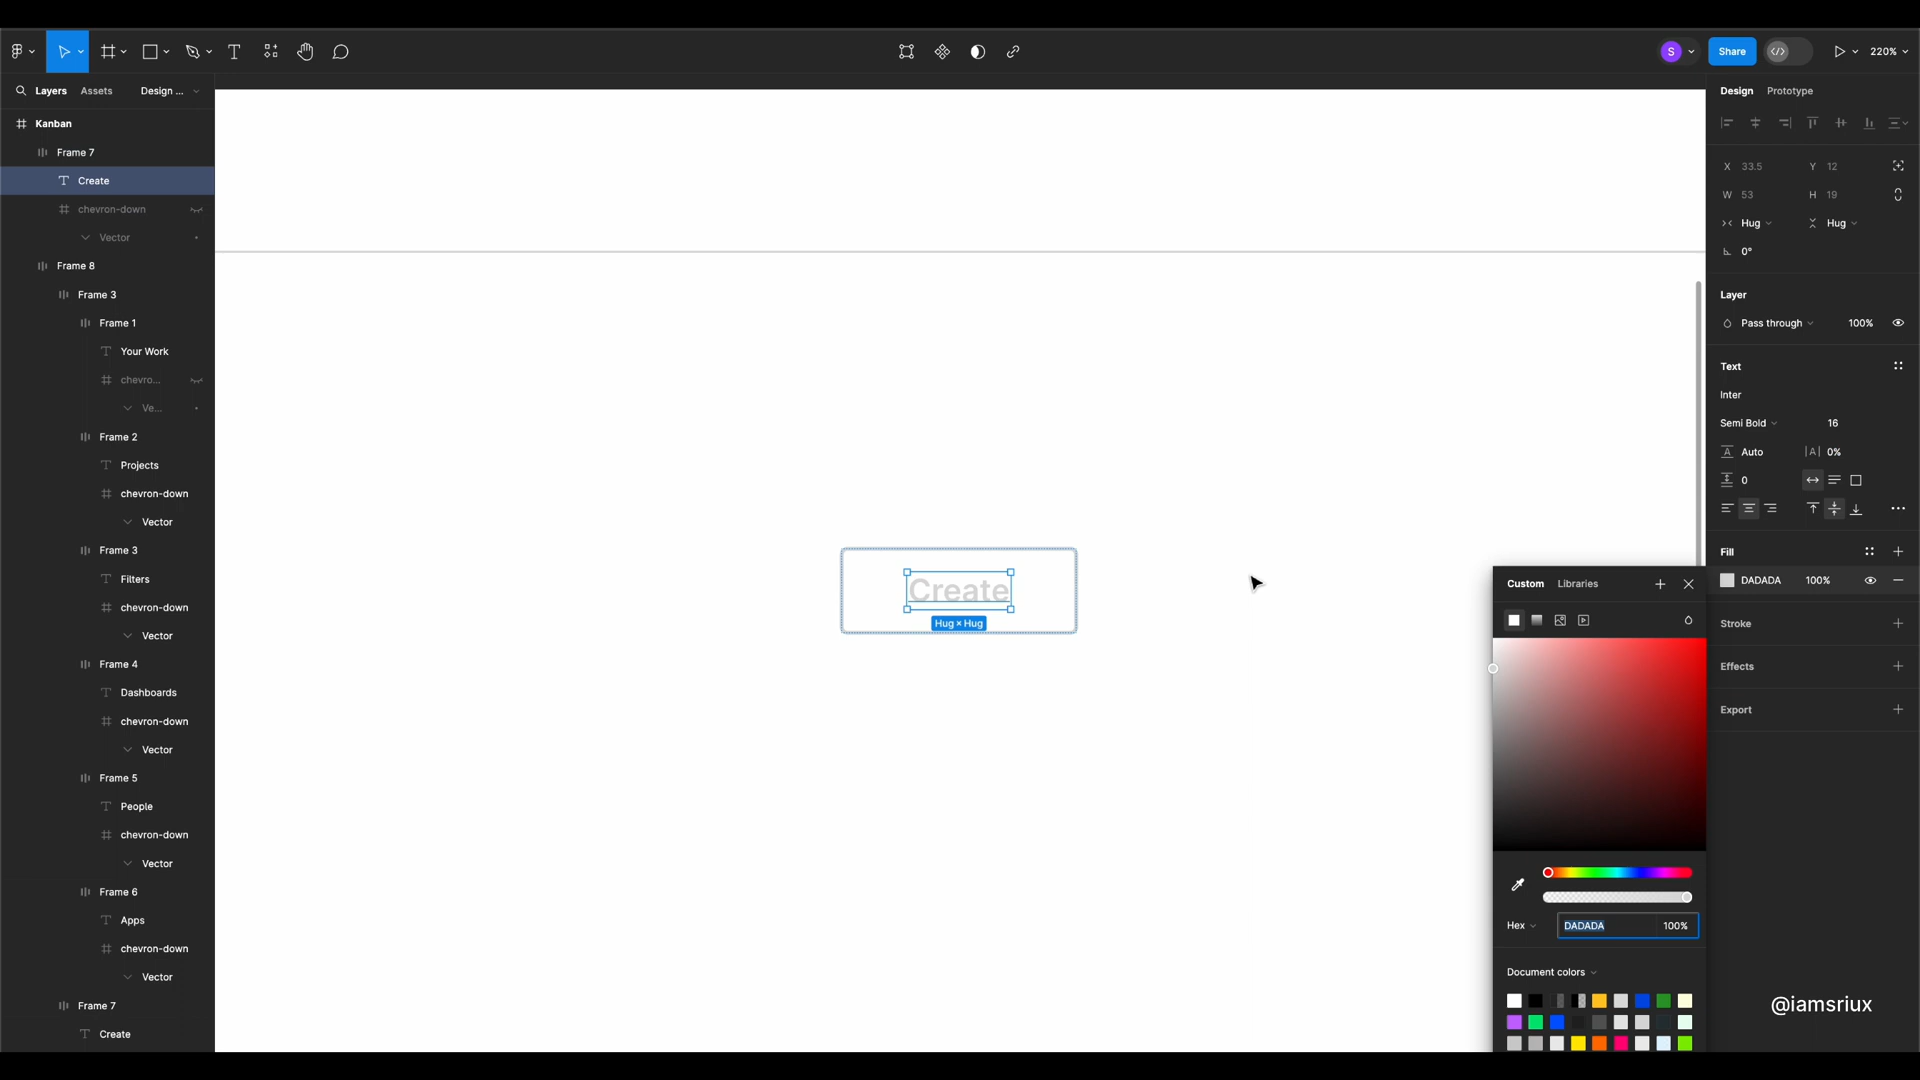 S
Share
220%
Layers
Assets
Design ...
Design
Prototype
Kanban
Frame 7
Create
chevron-down
Vector
Frame 8
Frame 3
Frame 1
Your Work
chevro...
Ve...
Frame 2
Projects
chevron-down
Vector
Frame 3
Filters
chevron-down
Vector
Frame 4
Dashboards
chevron-down
Vector
Frame 5
People
chevron-down
Vector
Frame 6
Apps
chevron-down
Vector
Frame 7
Create
Create
Hug × Hug
X 33.5 Y 12
W 53 H 19
Hug Hug
0°
Layer
Pass through 100%
Text
Inter
Semi Bold 16
Auto |A| 0%
0
Fill
DADADA 100%
Stroke
Effects
Export
Custom Libraries
Hex DADADA 100%
Document colors
@iamsriux